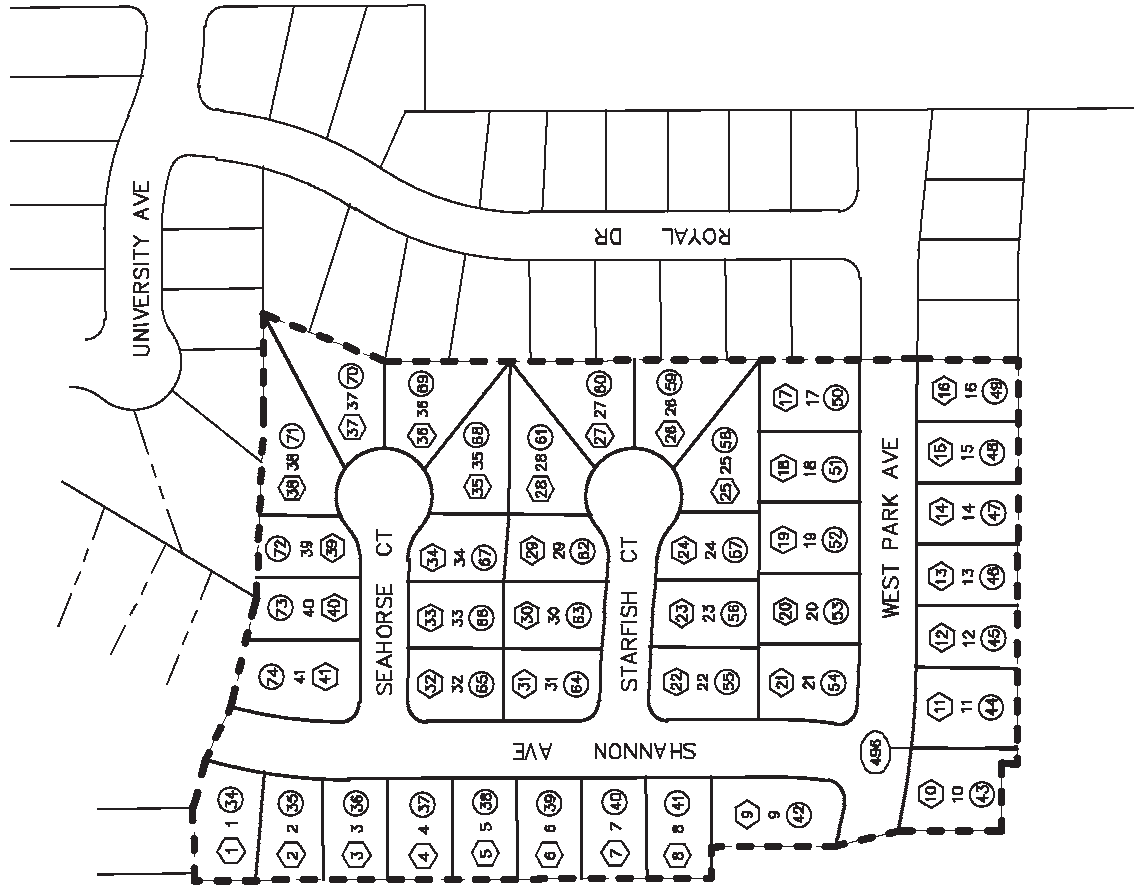 UNIVERSITY AVE
ROYAL DR
37 37 70
36 36 69
27 27 60
26 26 59
17 17 50
16 16 49
38 38 71
35 35 68
28 28 61
25 25 58
18 18 51
15 15 48
WEST PARK AVE
72 39 39
SEAHORSE CT
34 34 67
29 29 62
STARFISH CT
24 24 57
19 19 52
14 14 47
73 40 40
33 33 66
30 30 63
23 23 56
20 20 53
13 13 46
12 12 45
74 41 41
32 32 65
31 31 64
22 22 55
21 21 54
11 11 44
SHANNON AVE
496
1 1 34
2 2 35
3 3 36
4 4 37
5 5 38
6 6 39
7 7 40
8 8 41
9 9 42
10 10 43